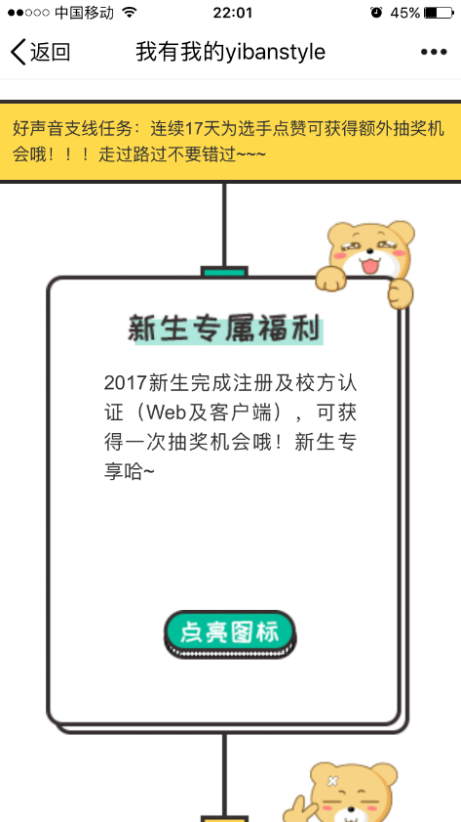 中国移动 22:01 45%
返回 我有我的yibanstyle
好声音支线任务：连续17天为选手点赞可获得额外抽奖机
会哦！！！走过路过不要错过~~~
新生专属福利
2017新生完成注册及校方认
证（Web及客户端），可获
得一次抽奖机会哦！新生专
享哈~
点亮图标